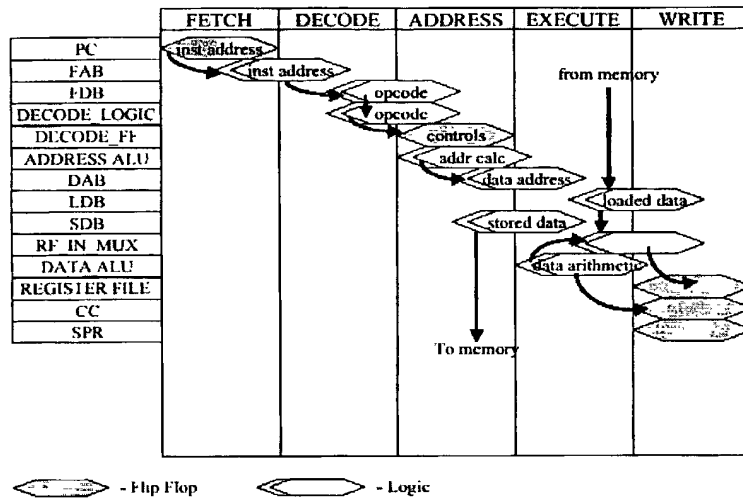 FETCH DECODE ADDRESS EXECUTE WRITE
PC inst address
FAB inst address
from memory
FDB opcode
DECODE_LOGIC opcode
DECODE_FF controls
ADDRESS ALU addr calc
DAB data address
LDB loaded data
SDB stored data
RF_IN_MUX
DATA ALU data arithmetic
REGISTER FILE
CC
SPR
To memory
- Flip Flop - Logic